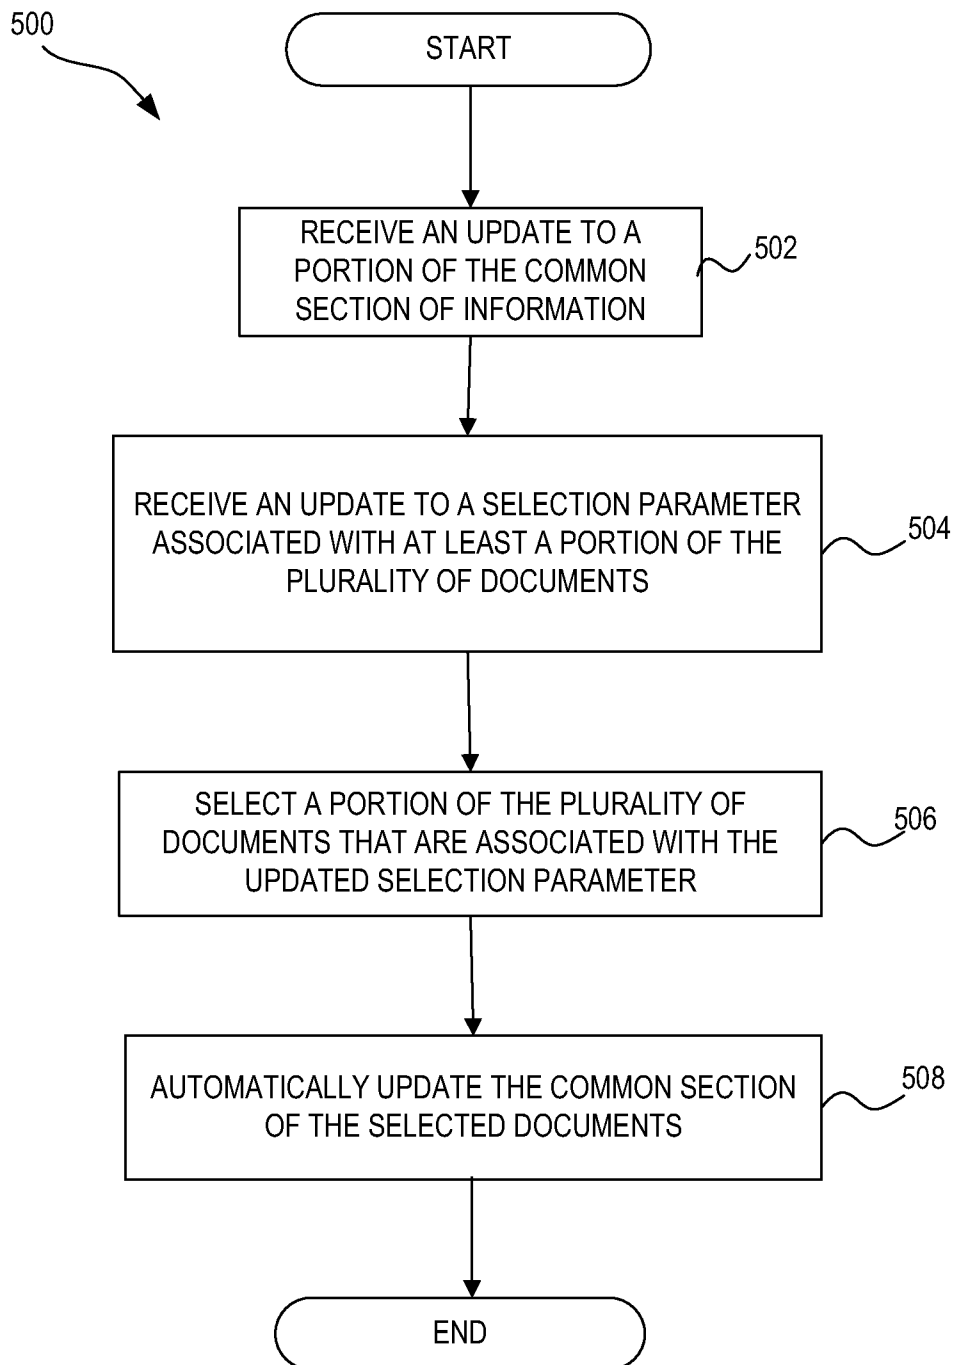 500
START
RECEIVE AN UPDATE TO A
PORTION OF THE COMMON
SECTION OF INFORMATION
502
RECEIVE AN UPDATE TO A SELECTION PARAMETER
ASSOCIATED WITH AT LEAST A PORTION OF THE
PLURALITY OF DOCUMENTS
504
SELECT A PORTION OF THE PLURALITY OF
DOCUMENTS THAT ARE ASSOCIATED WITH THE
UPDATED SELECTION PARAMETER
506
AUTOMATICALLY UPDATE THE COMMON SECTION
OF THE SELECTED DOCUMENTS
508
END